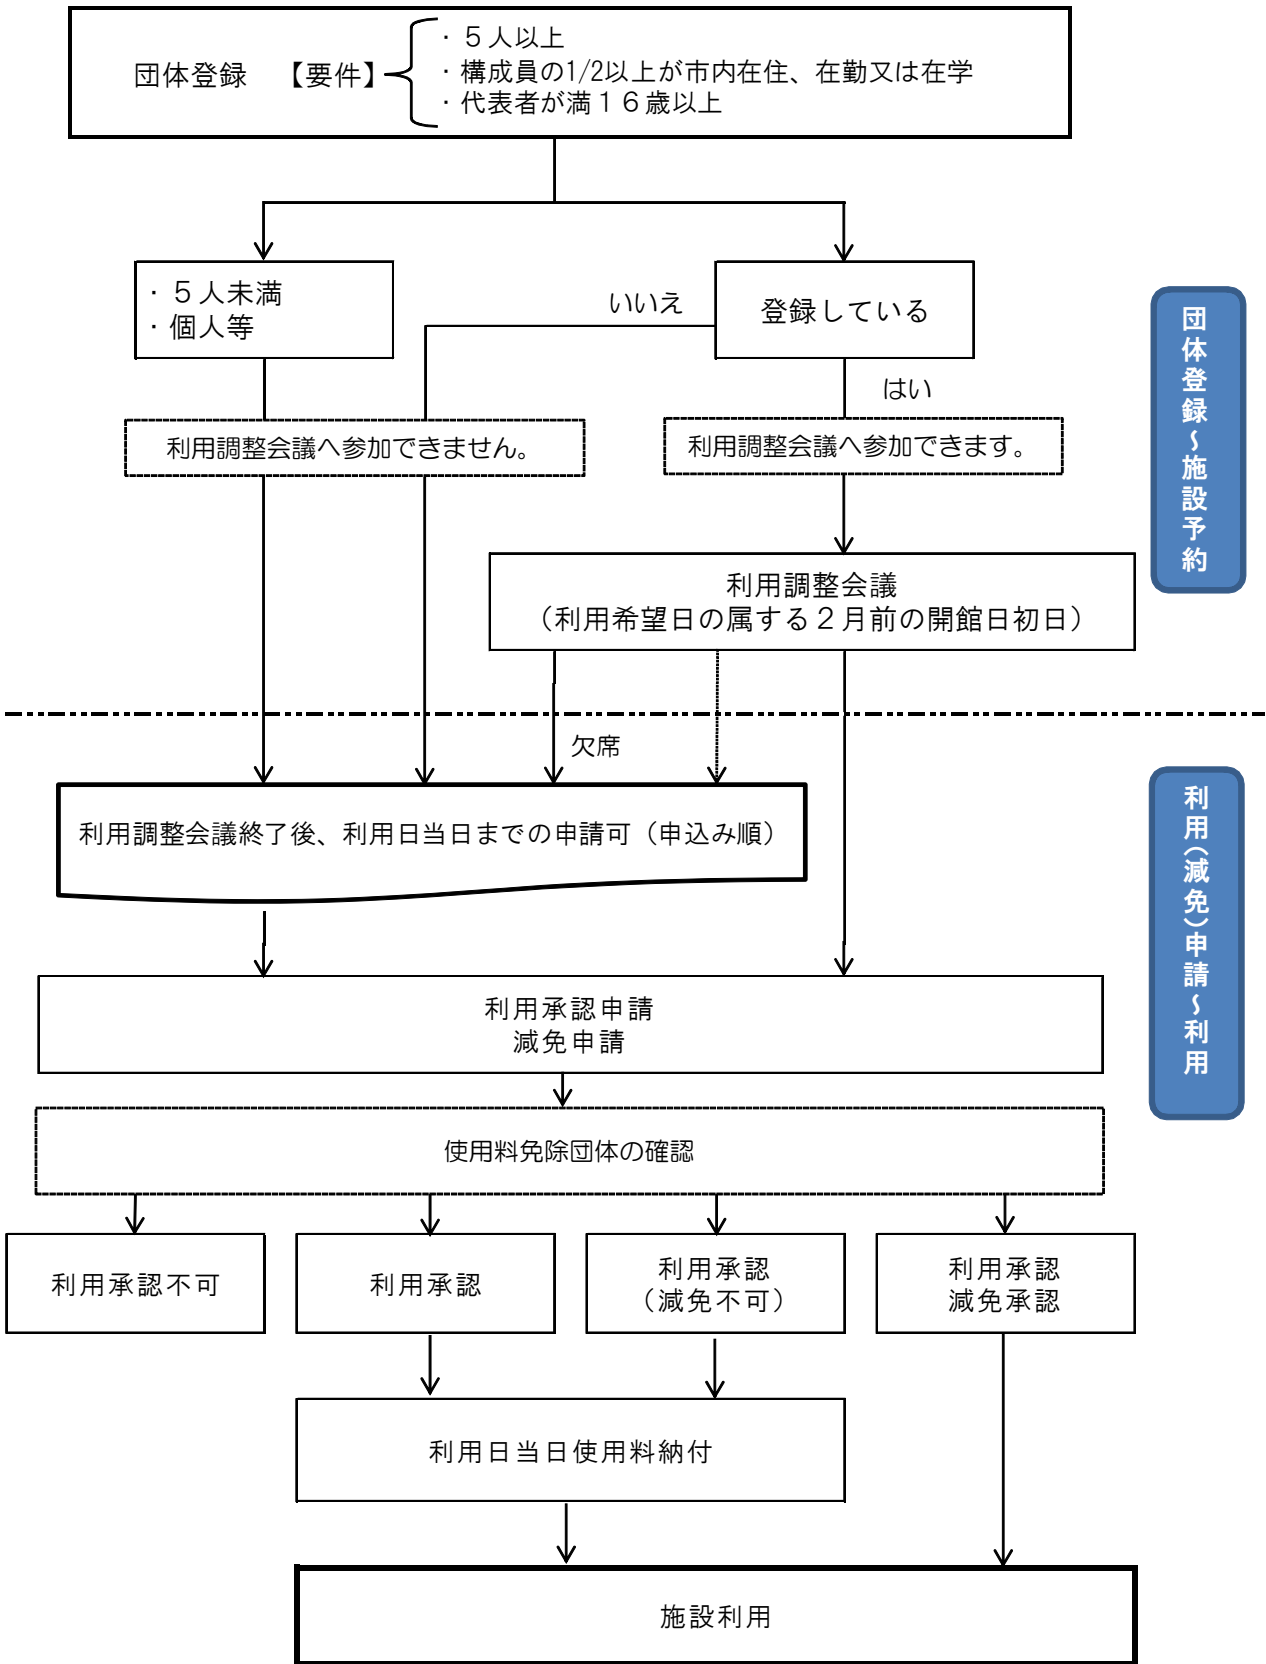 団体登録 【要件】
・５人以上
・構成員の1/2以上が市内在住、在勤又は在学
・代表者が満１６歳以上
・５人未満
・個人等
いいえ
登録している
はい
利用調整会議へ参加できません。
利用調整会議へ参加できます。
団体登録～施設予約
利用調整会議
（利用希望日の属する２月前の開館日初日）
欠席
利用調整会議終了後、利用日当日までの申請可（申込み順）
利用（減免）申請～利用
利用承認申請
減免申請
使用料免除団体の確認
利用承認不可
利用承認
利用承認
（減免不可）
利用承認
減免承認
利用日当日使用料納付
施設利用